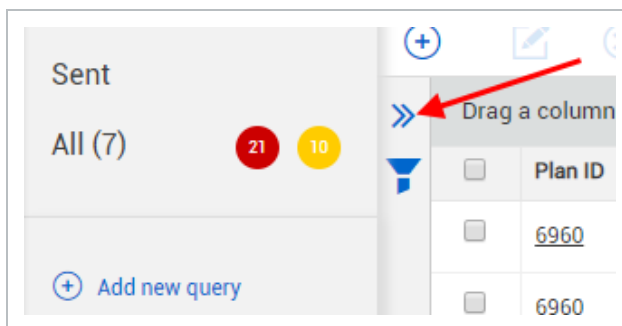 Sent
All (7)
21
10
Add new query
Drag a column
Plan ID
6960
6960